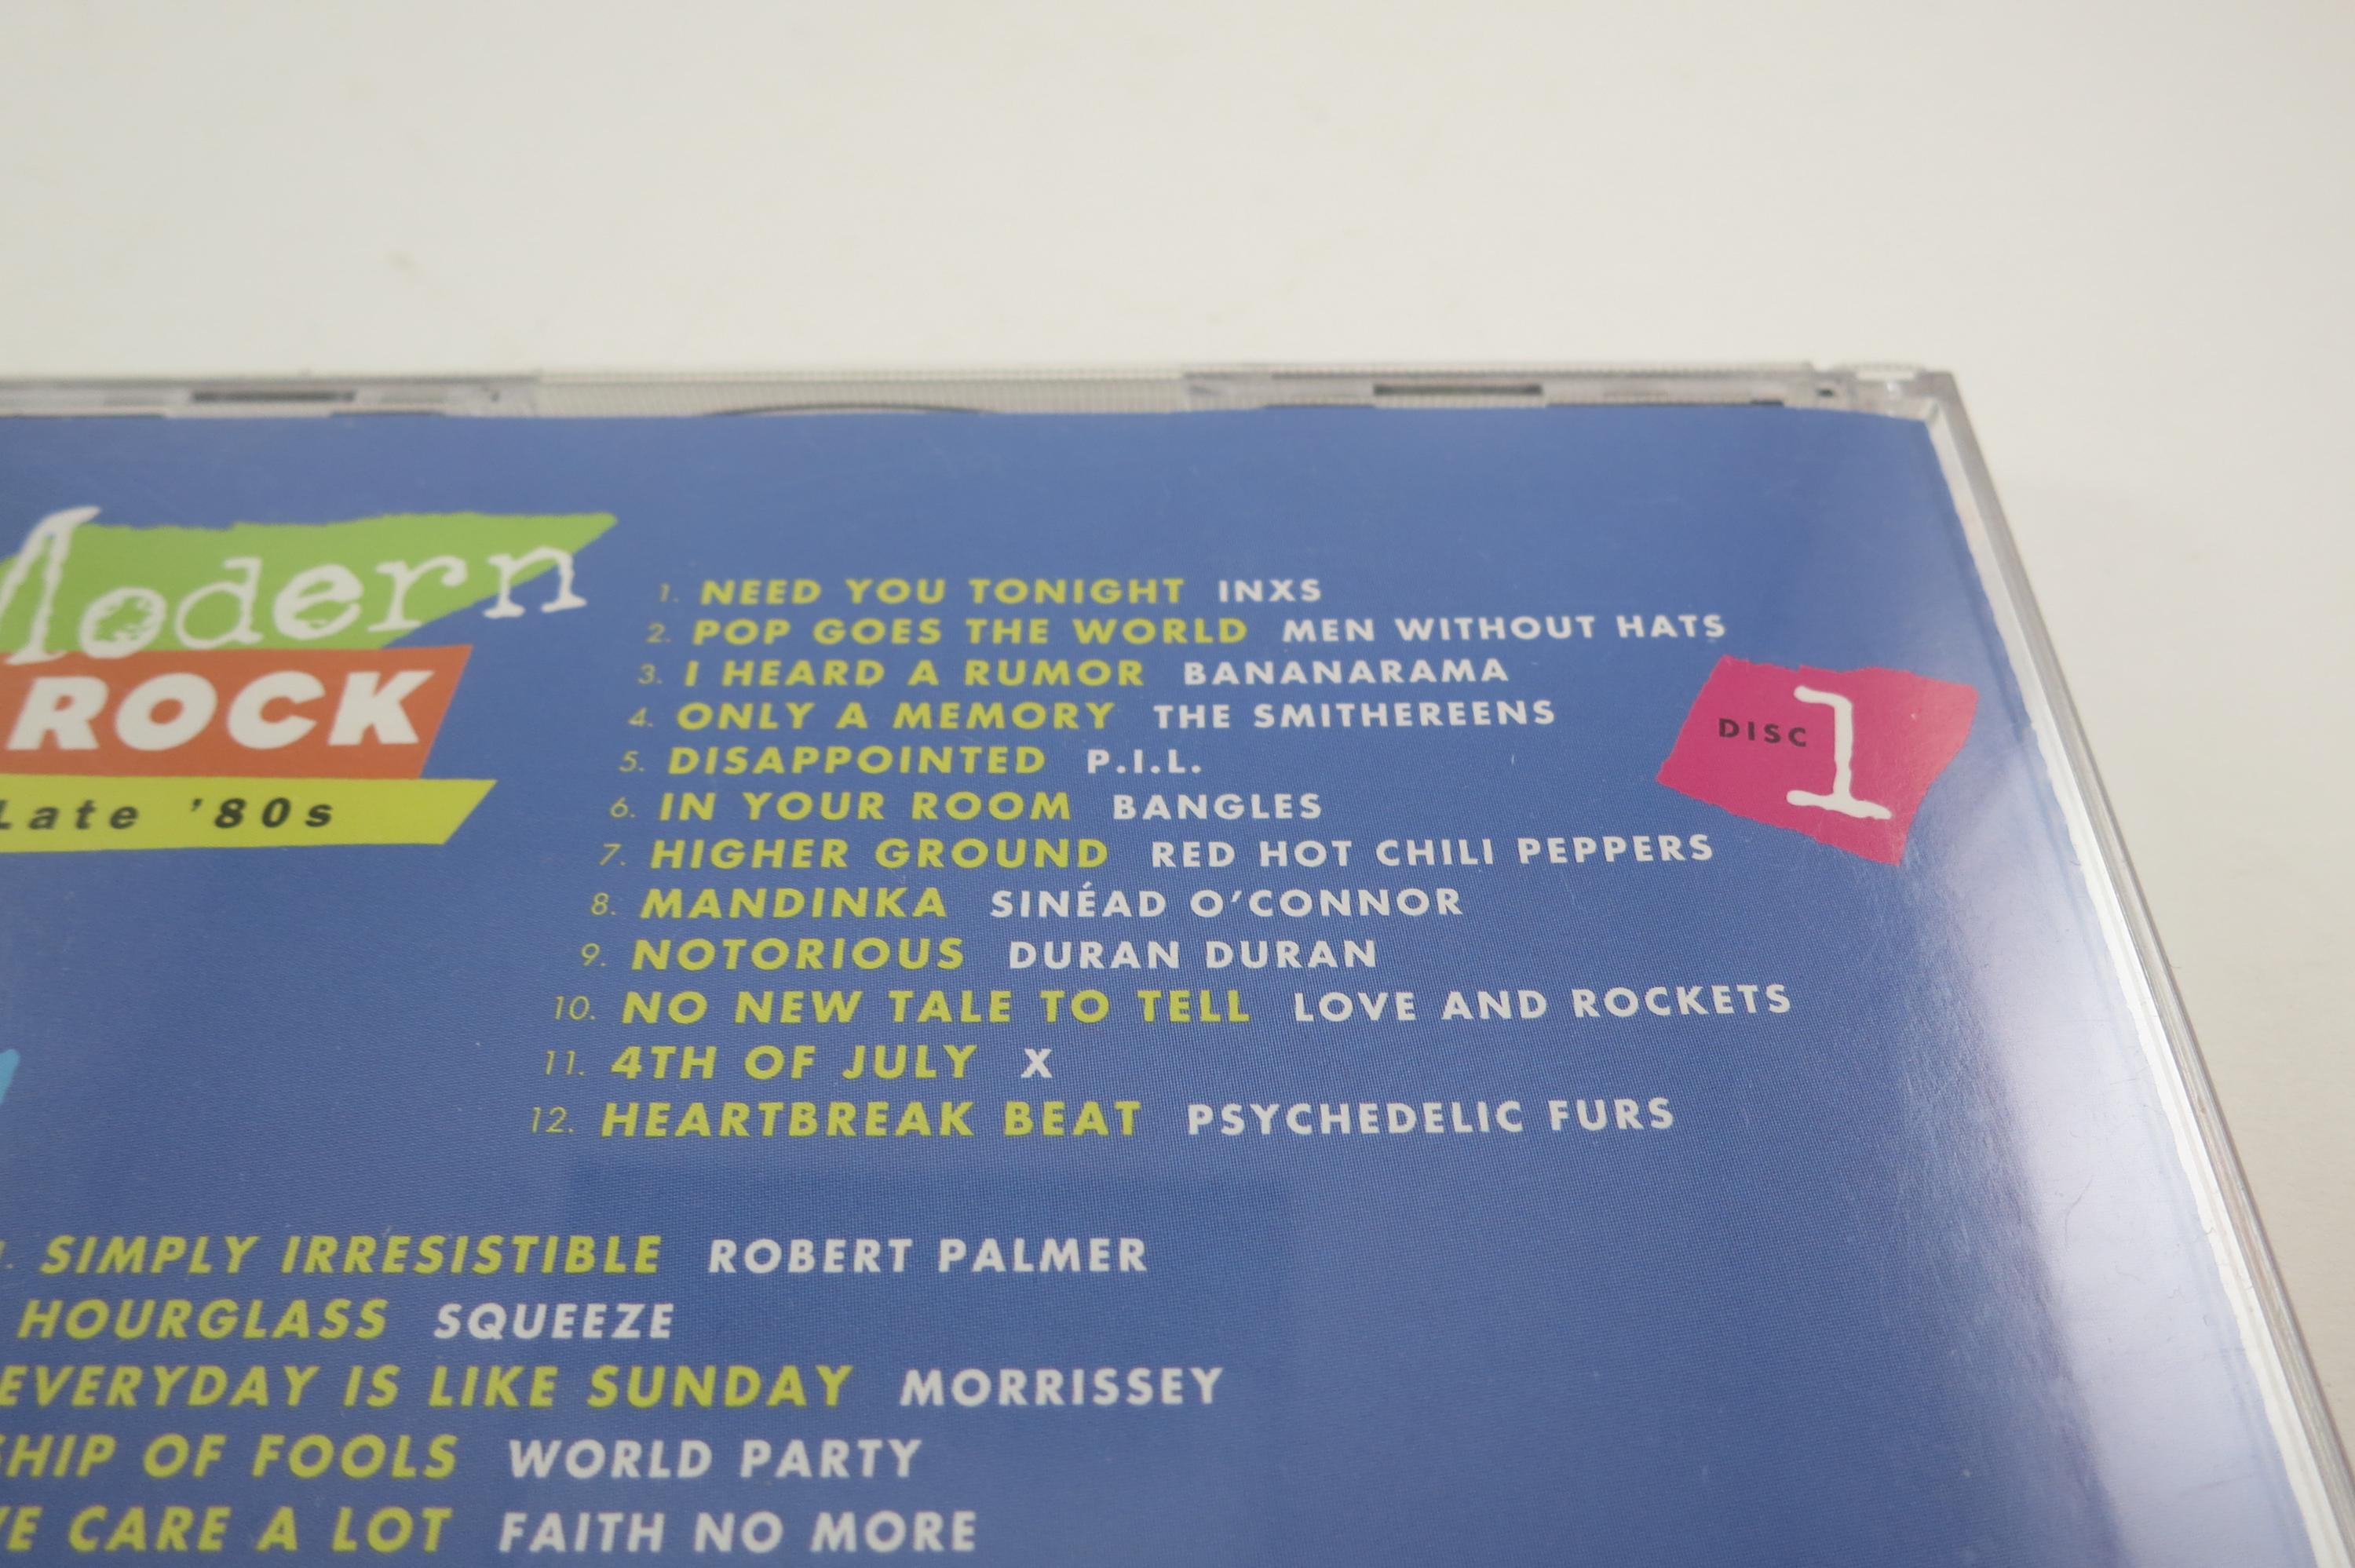 Modern
ROCK
Late '80s
1. NEED YOU TONIGHT INXS
2. POP GOES THE WORLD MEN WITHOUT HATS
3. I HEARD A RUMOR BANANARAMA
4. ONLY A MEMORY THE SMITHEREENS
5. DISAPPOINTED P.I.L.
6. IN YOUR ROOM BANGLES
7. HIGHER GROUND RED HOT CHILI PEPPERS
8. MANDINKA SINÉAD O'CONNOR
9. NOTORIOUS DURAN DURAN
10. NO NEW TALE TO TELL LOVE AND ROCKETS
11. 4TH OF JULY X
12. HEARTBREAK BEAT PSYCHEDELIC FURS
DISC 1
SIMPLY IRRESISTIBLE ROBERT PALMER
HOURGLASS SQUEEZE
EVERYDAY IS LIKE SUNDAY MORRISSEY
SHIP OF FOOLS WORLD PARTY
WE CARE A LOT FAITH NO MORE